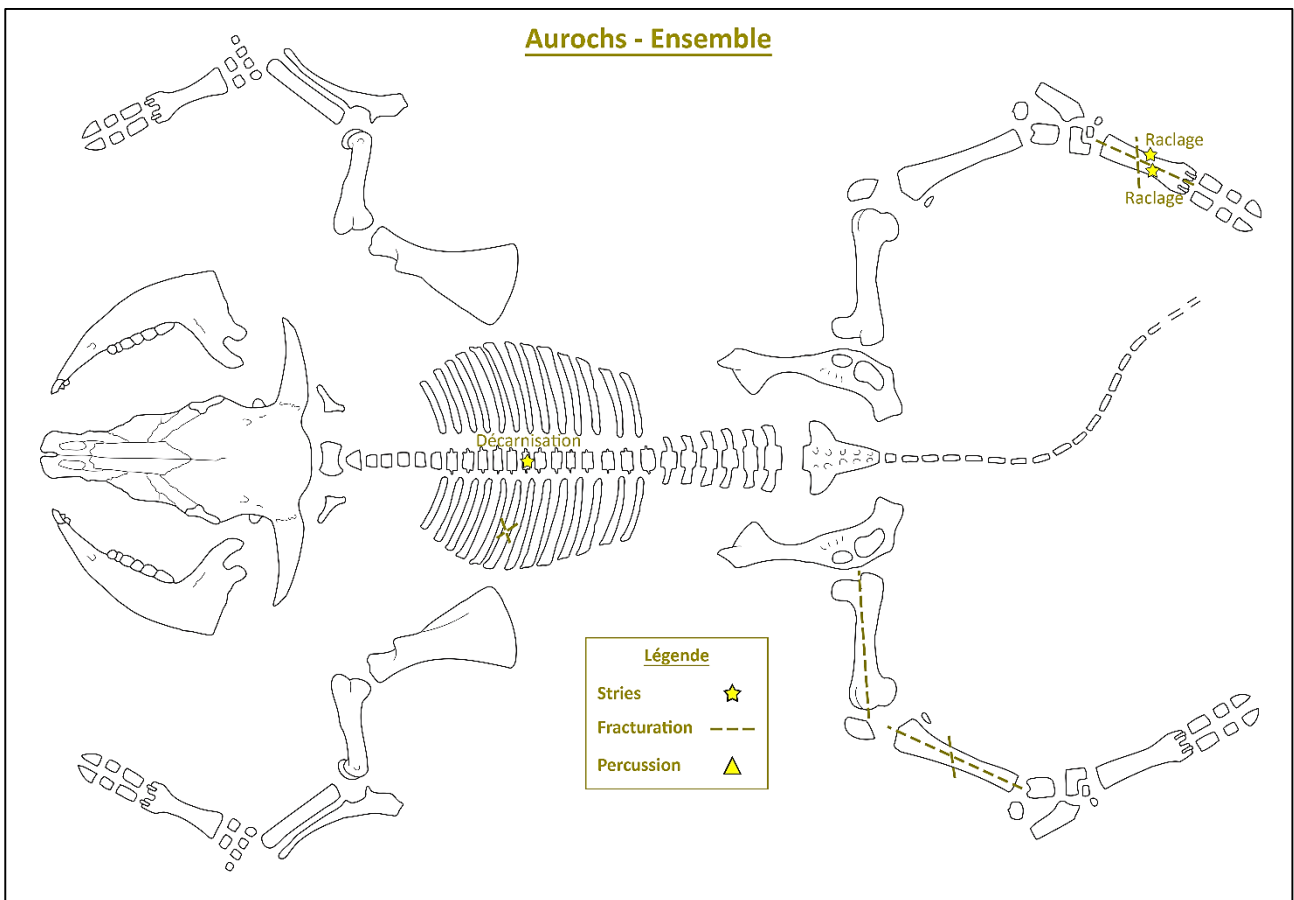 Aurochs - Ensemble
Raclage
Raclage
Décarnisation
Légende
Stries
Fracturation
Percussion